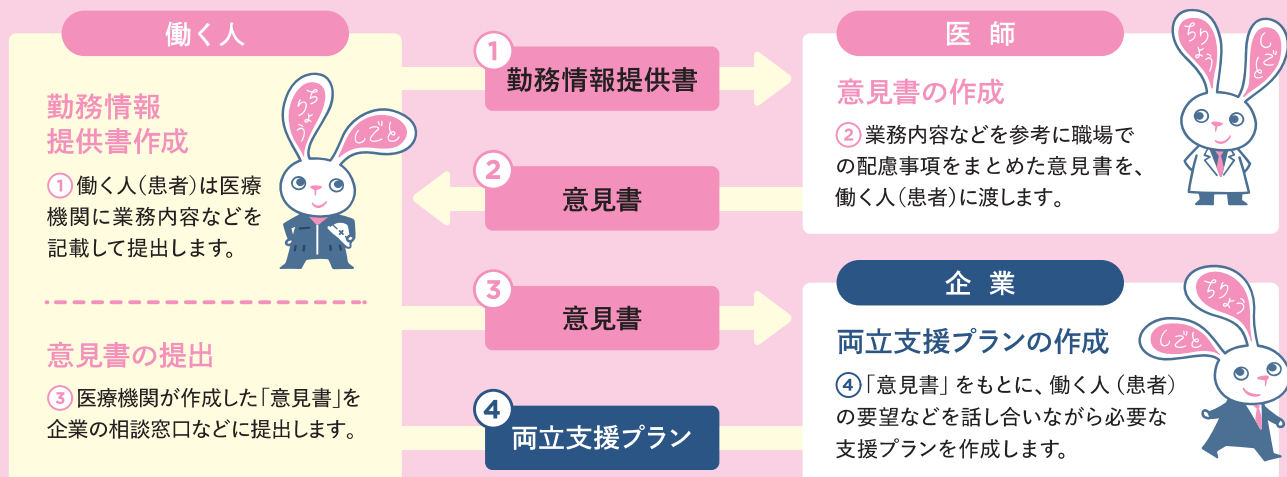 働く人
勤務情報
提供書作成
① 働く人(患者)は医療
機関に業務内容などを
記載して提出します。
ちりょう
しごと
意見書の提出
③ 医療機関が作成した「意見書」を
企業の相談窓口などに提出します。
1
勤務情報提供書
2
意見書
3
意見書
4
両立支援プラン
医 師
意見書の作成
② 業務内容などを参考に職場で
の配慮事項をまとめた意見書を、
働く人(患者)に渡します。
ちりょう
しごと
企 業
両立支援プランの作成
④「意見書」をもとに、働く人(患者)
の要望などを話し合いながら必要な
支援プランを作成します。
ちりょう
しごと